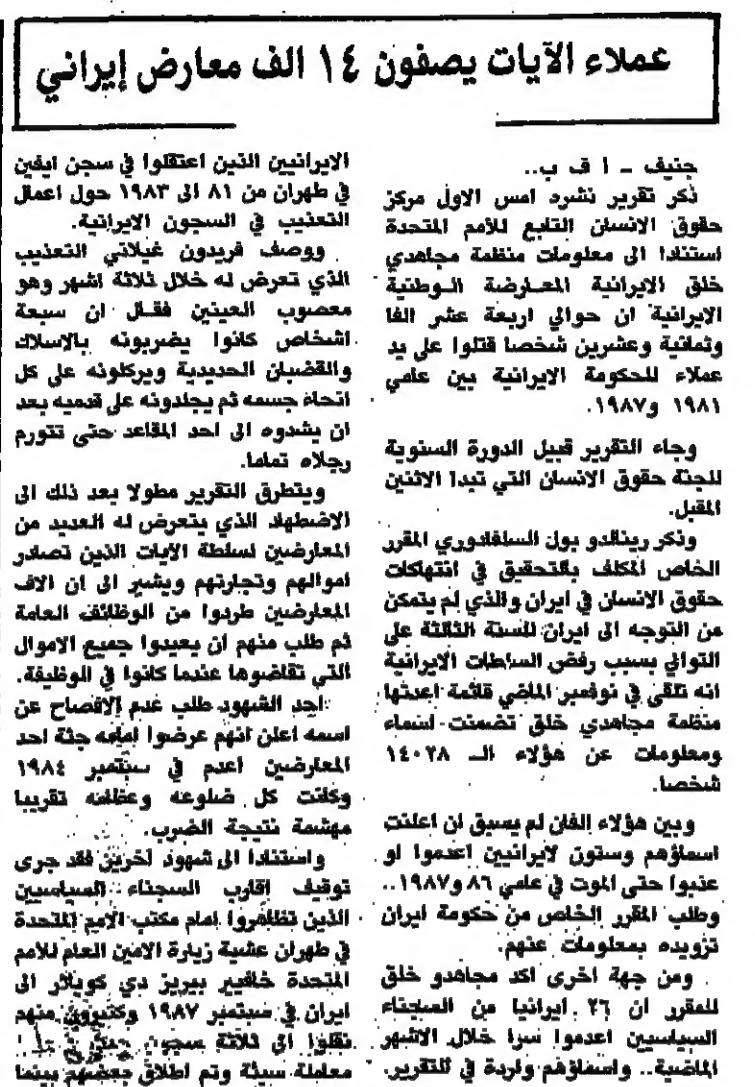 عملاء الآيات يصفون ١٤ الف معارض إيراني
جنيف ـ ا ف ب..
ذكر تقرير نشره امس الاول مركز
حقوق الانسان التابع للأمم المتحدة
استنادا الى معلومات منظمة مجاهدي
خلق الايرانية المعارضة الوطنية
الايرانية ان حوالي اربعة عشر الفا
وثمانية وعشرين شخصا قتلوا على يد
عملاء للحكومة الايرانية بين عامي
١٩٨١ و١٩٨٧.
وجاء التقرير قبيل الدورة السنوية
للجنة حقوق الانسان التي تبدا الاثنين
المقبل.
وذكر رينالدو بول السلفادوري المقرر
الخاص المكلف بالتحقيق في انتهاكات
حقوق الانسان في ايران والذي لم يتمكن
من التوجه الى ايران للسنة الثالثة على
التوالي بسبب رفض السلطات الايرانية
انه تلقى في نوفمبر الماضي قائمة اعدتها
منظمة مجاهدي خلق تضمنت اسماء
ومعلومات عن هؤلاء الـ ١٤٠٢٨
شخصا.
وبين هؤلاء الفان لم يسبق ان اعلنت
اسماؤهم وستون لايرانيين اعدموا او
عذبوا حتى الموت في عامي ٨٦ و١٩٨٧..
وطلب المقرر الخاص من حكومة ايران
تزويده بمعلومات عنهم.
ومن جهة اخرى اكد مجاهدو خلق
للمقرر ان ٢٦ ايرانيا من السجناء
السياسيين اعدموا سرا خلال الاشهر
الماضية.. واسماؤهم واردة في التقرير.
الايرانيين الذين اعتقلوا في سجن ايفين
في طهران من ٨١ الى ١٩٨٣ حول اعمال
التعذيب في السجون الايرانية.
ووصف فريدون غيلاني التعذيب
الذي تعرض له خلال ثلاثة اشهر وهو
معصوب العينين فقال ان سبعة
اشخاص كانوا يضربونه بالاسلاك
والقضبان الحديدية ويركلونه على كل
انحاء جسمه ثم يجلدونه على قدميه بعد
ان يشدوه الى احد المقاعد حتى تتورم
رجلاه تماما.
ويتطرق التقرير مطولا بعد ذلك الى
الاضطهاد الذي يتعرض له العديد من
المعارضين لسلطة الايات الذين تصادر
اموالهم وتجارتهم ويشير الى ان الاف
المعارضين طردوا من الوظائف العامة
ثم طلب منهم ان يعيدوا جميع الاموال
التي تقاضوها عندما كانوا في الوظيفة.
احد الشهود طلب عدم الافصاح عن
اسمه اعلن انهم عرضوا امامه جثة احد
المعارضين اعدم في سبتمبر ١٩٨٤
وكانت كل ضلوعه وعظامه تقريبا
مهشمة نتيجة الضرب.
واستنادا الى شهود اخرين فقد جرى
توقيف اقارب السجناء السياسيين
الذين تظاهروا امام مكتب الامم المتحدة
في طهران عشية زيارة الامين العام للأمم
المتحدة خافيير بيريز دي كويلار الى
ايران في سبتمبر ١٩٨٧ وكثيرون منهم
نقلوا الى ثلاثة سجون
معاملة سيئة وتم اطلاق بعضهم بينما